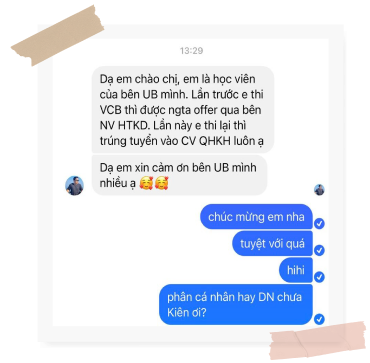 13:29
Dạ em chào chị, em là học viên
của bên UB mình. Lần trước e thi
VCB thì được ngta offer qua bên
NV HTKD. Lần này e thi lại thì
trúng tuyển vào CV QHKH luôn ạ
Dạ em xin cảm ơn bên UB mình
nhiều ạ 🥰🥰
chúc mừng em nha
tuyệt vời quá
hihi
phân cá nhân hay DN chưa
Kiên ơi?